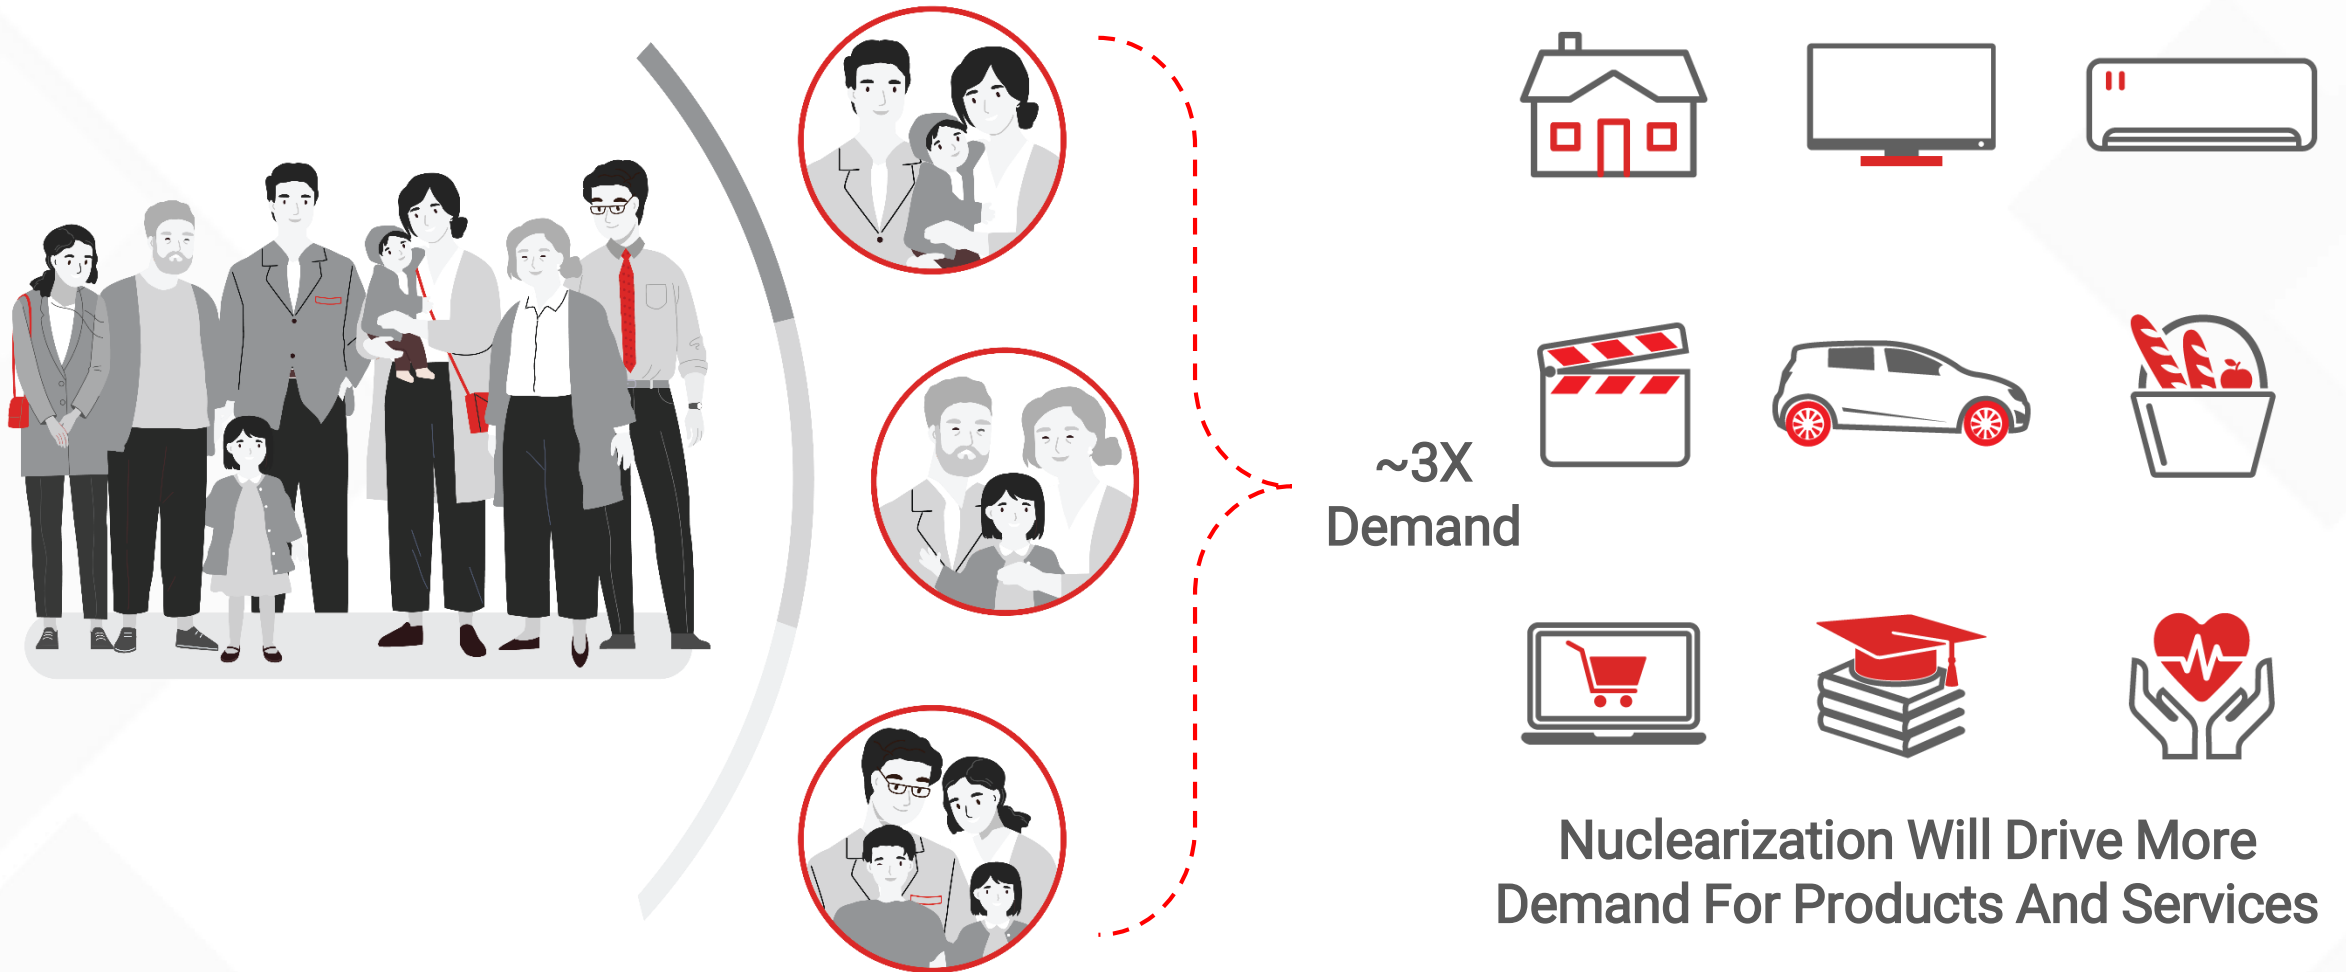 ~3X
Demand
Nuclearization Will Drive More
Demand For Products And Services